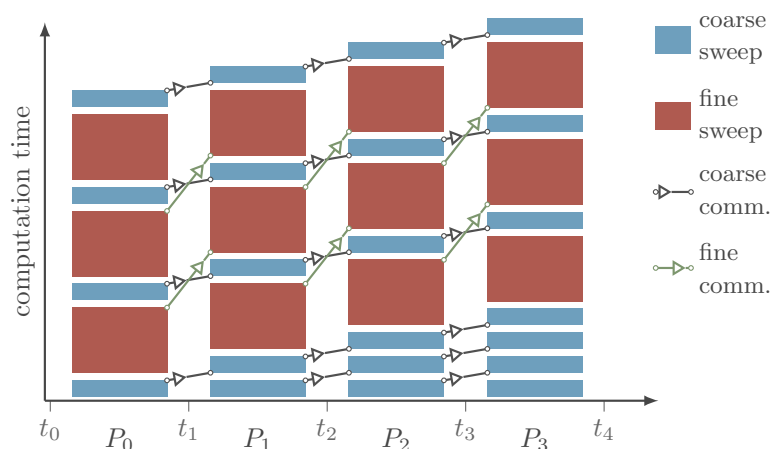 coarse
sweep
fine
sweep
coarse
comm.
fine
comm.
computation time
t₀ P₀ t₁ P₁ t₂ P₂ t₃ P₃ t₄